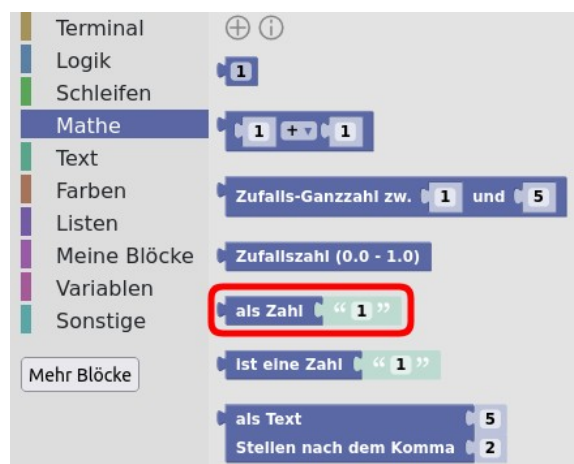 Terminal
Logik
Schleifen
Mathe
Text
Farben
Listen
Meine Blöcke
Variablen
Sonstige
Mehr Blöcke
1
1 + 1
Zufalls-Ganzzahl zw. 1 und 5
Zufallszahl (0.0 - 1.0)
als Zahl “ 1 ”
ist eine Zahl “ 1 ”
als Text 5
Stellen nach dem Komma 2